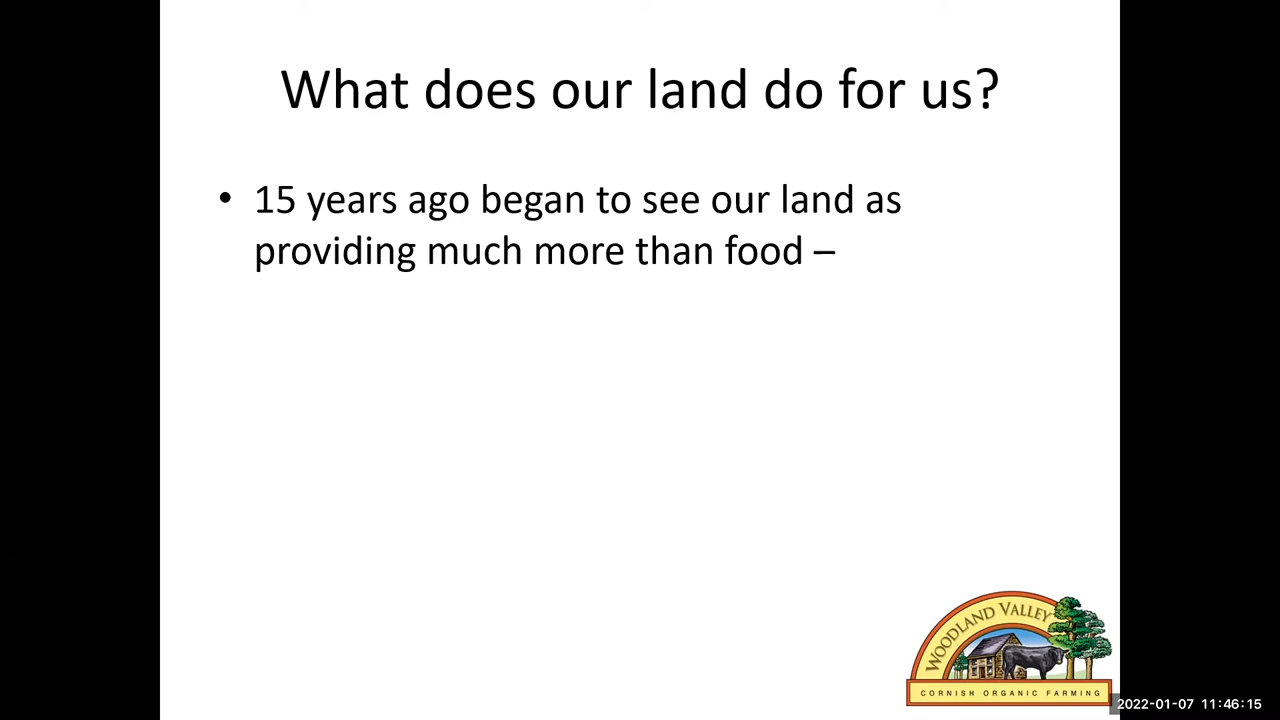 What does our land do for us?
• 15 years ago began to see our land as
providing much more than food –
WOODLAND VALLEY
CORNISH ORGANIC FARMING
2022-01-07 11:46:15